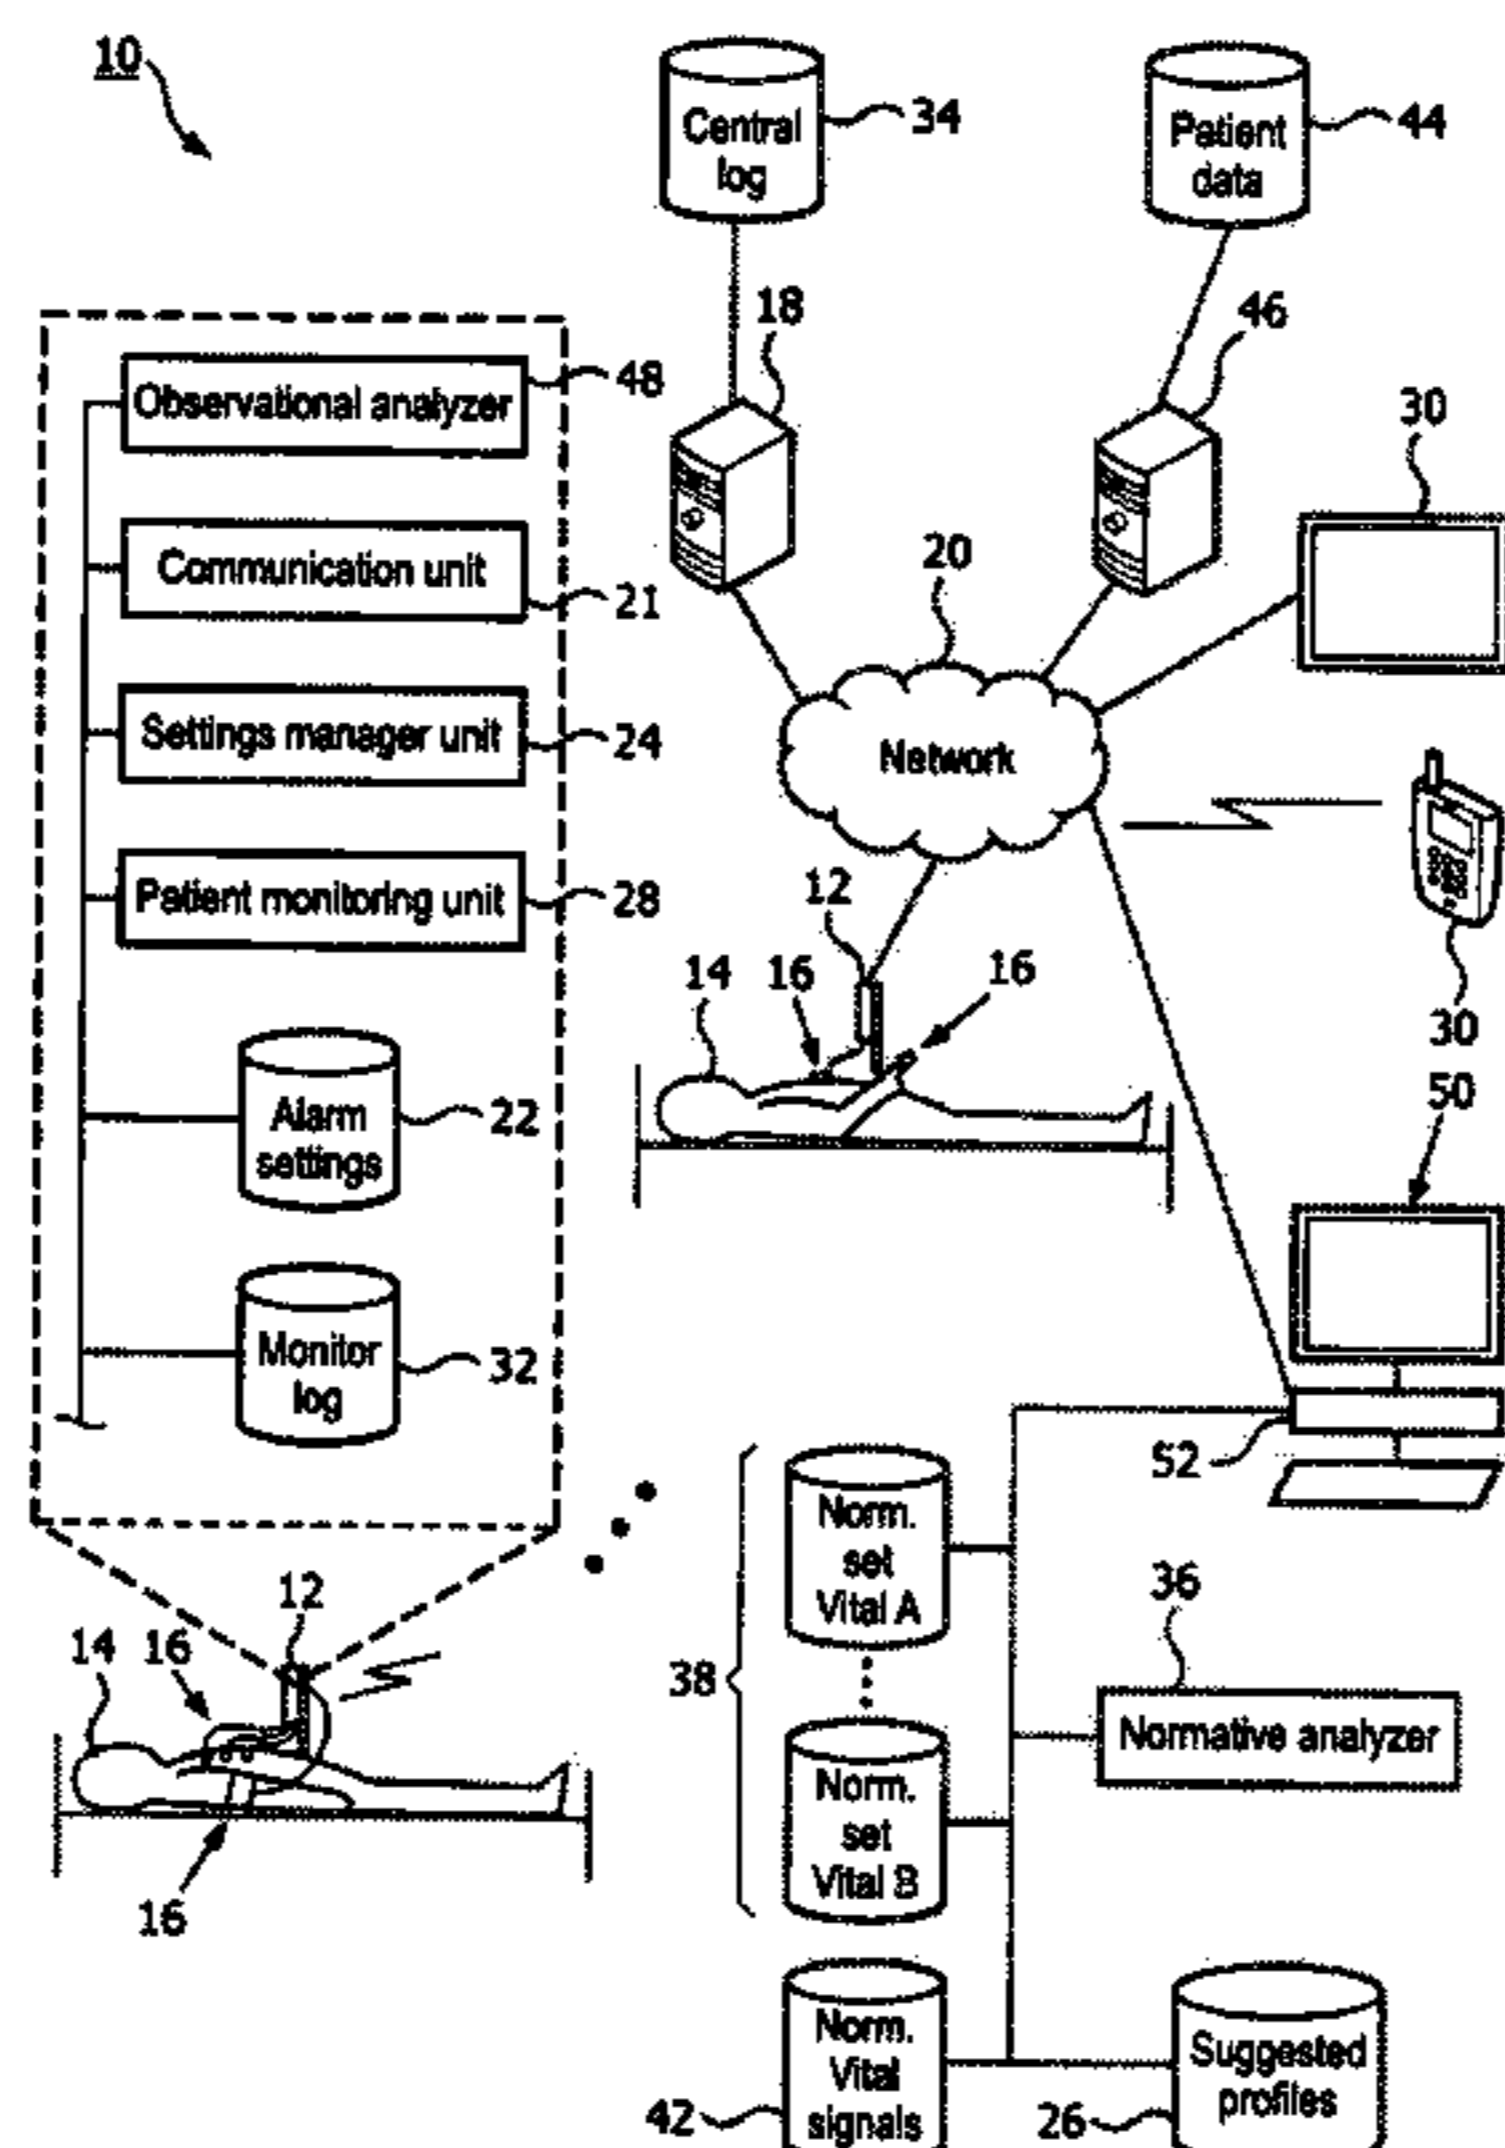 10
Central
log
34
Patient
data
44
18
46
Observational analyzer
48
30
Communication unit
21
20
Settings manager unit
24
Network
Patient monitoring unit
28
12
14
16
16
30
Alarm
settings
22
50
Monitor
log
32
52
Norm.
set
Vital A
36
12
14
16
38
Normative analyzer
Norm.
set
Vital B
16
Norm.
Vital
signals
42
Suggested
profiles
26